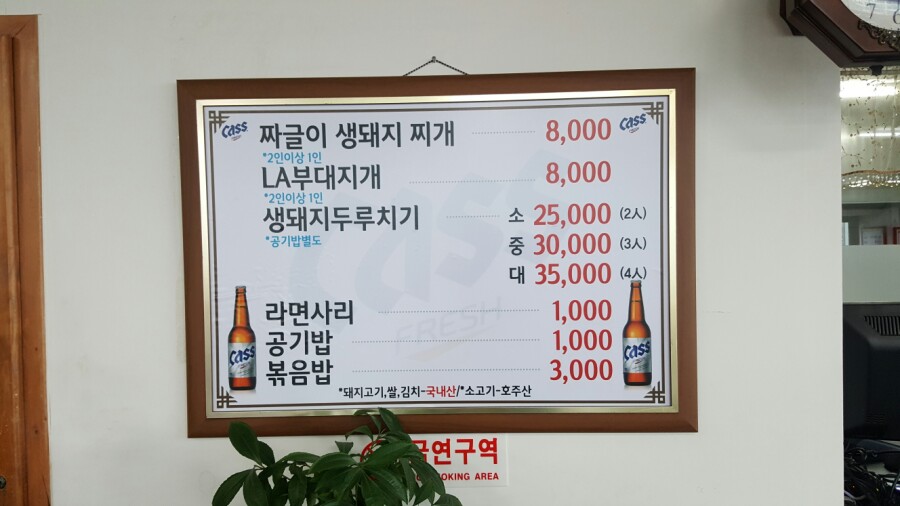 Cass 짜글이 생돼지 찌개 8,000 Cass
*2인이상 1인
LA부대지개 8,000
*2인이상 1인
생돼지두루치기 소 25,000 (2人)
*공기밥별도
중 30,000 (3人)
대 35,000 (4人)
라면사리 1,000
공기밥 1,000
볶음밥 3,000
Cass
Cass
Cass
FRESH
*돼지고기,쌀,김치-국내산/*소고기-호주산
연구역
OKING AREA
7 6